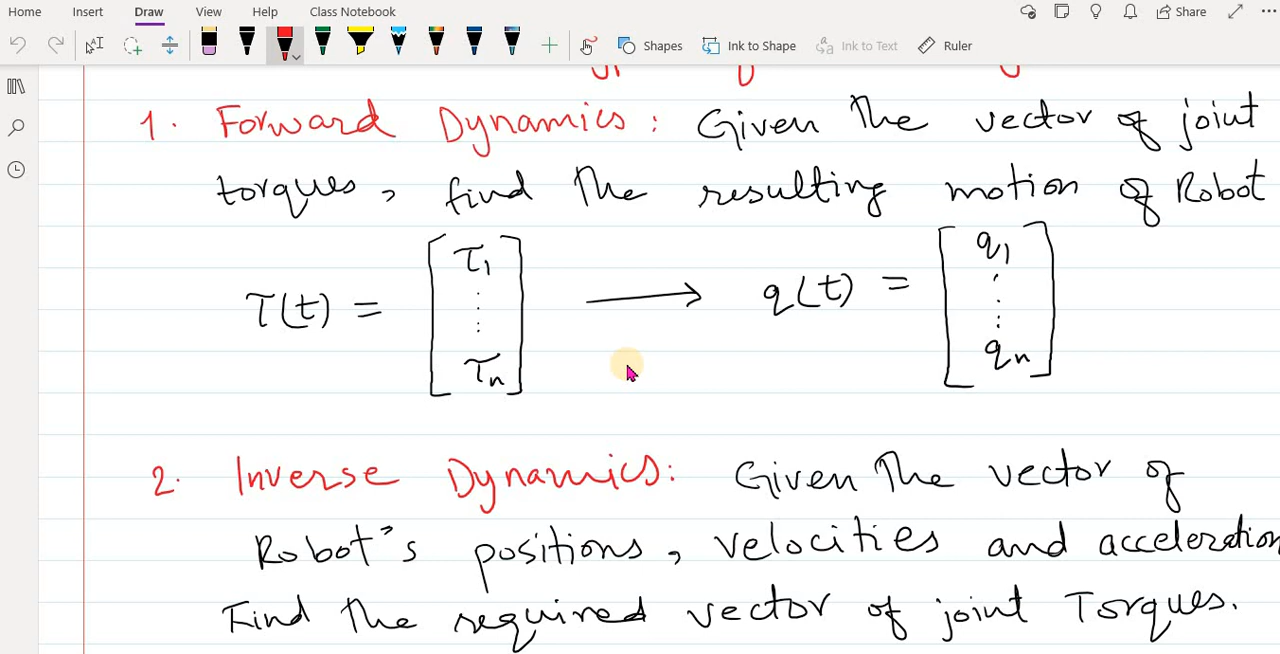 Home Insert Draw View Help Class Notebook Share
Shapes Ink to Shape Ink to Text Ruler
1. Forward Dynamics: Given the vector of joint
torques, find the resulting motion of Robot
τ(t) = [τ1 ⋮ τn] → q(t) = [q1 ⋮ qn]
2. Inverse Dynamics: Given the vector of
Robot's positions, velocities and acceleration
Find the required vector of joint Torques.